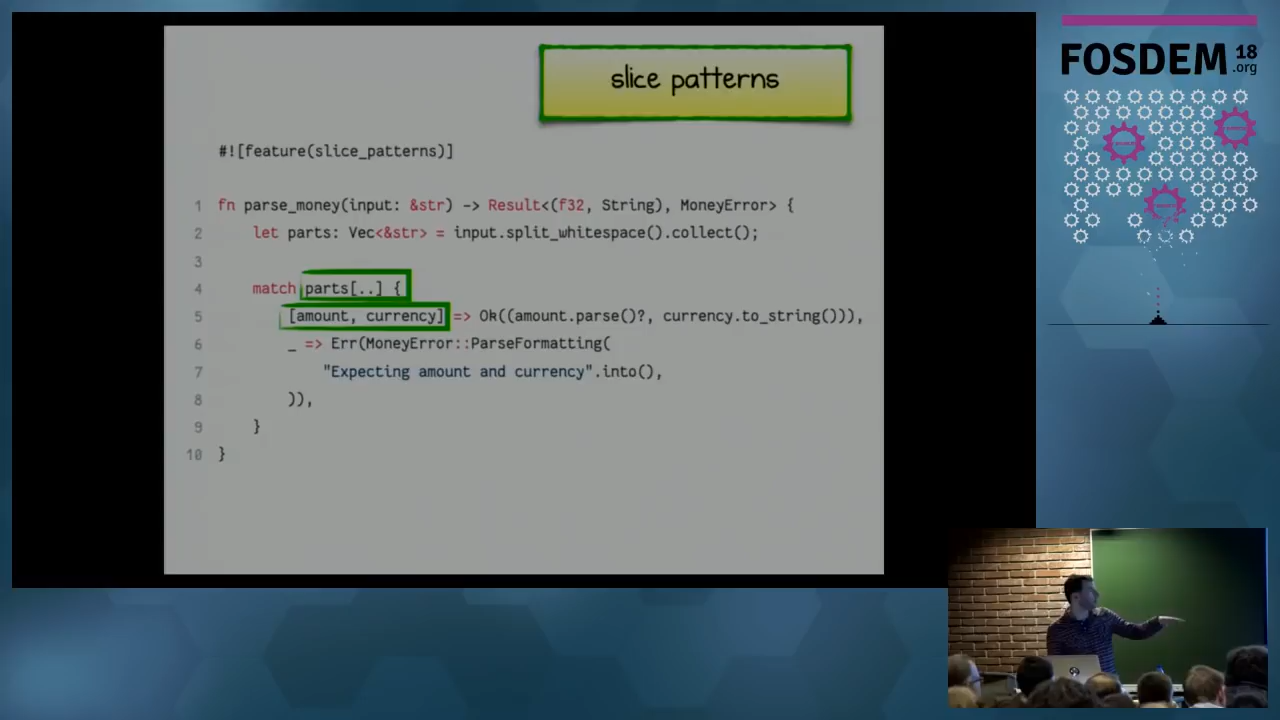 slice patterns
#![feature(slice_patterns)]
1 fn parse_money(input: &str) -> Result<(f32, String), MoneyError> {
2 let parts: Vec<&str> = input.split_whitespace().collect();
3
4 match parts[..] {
5 [amount, currency] => Ok((amount.parse()?, currency.to_string())),
6 _ => Err(MoneyError::ParseFormatting(
7 "Expecting amount and currency".into(),
8 )),
9 }
10 }
FOSDEM 18
.org